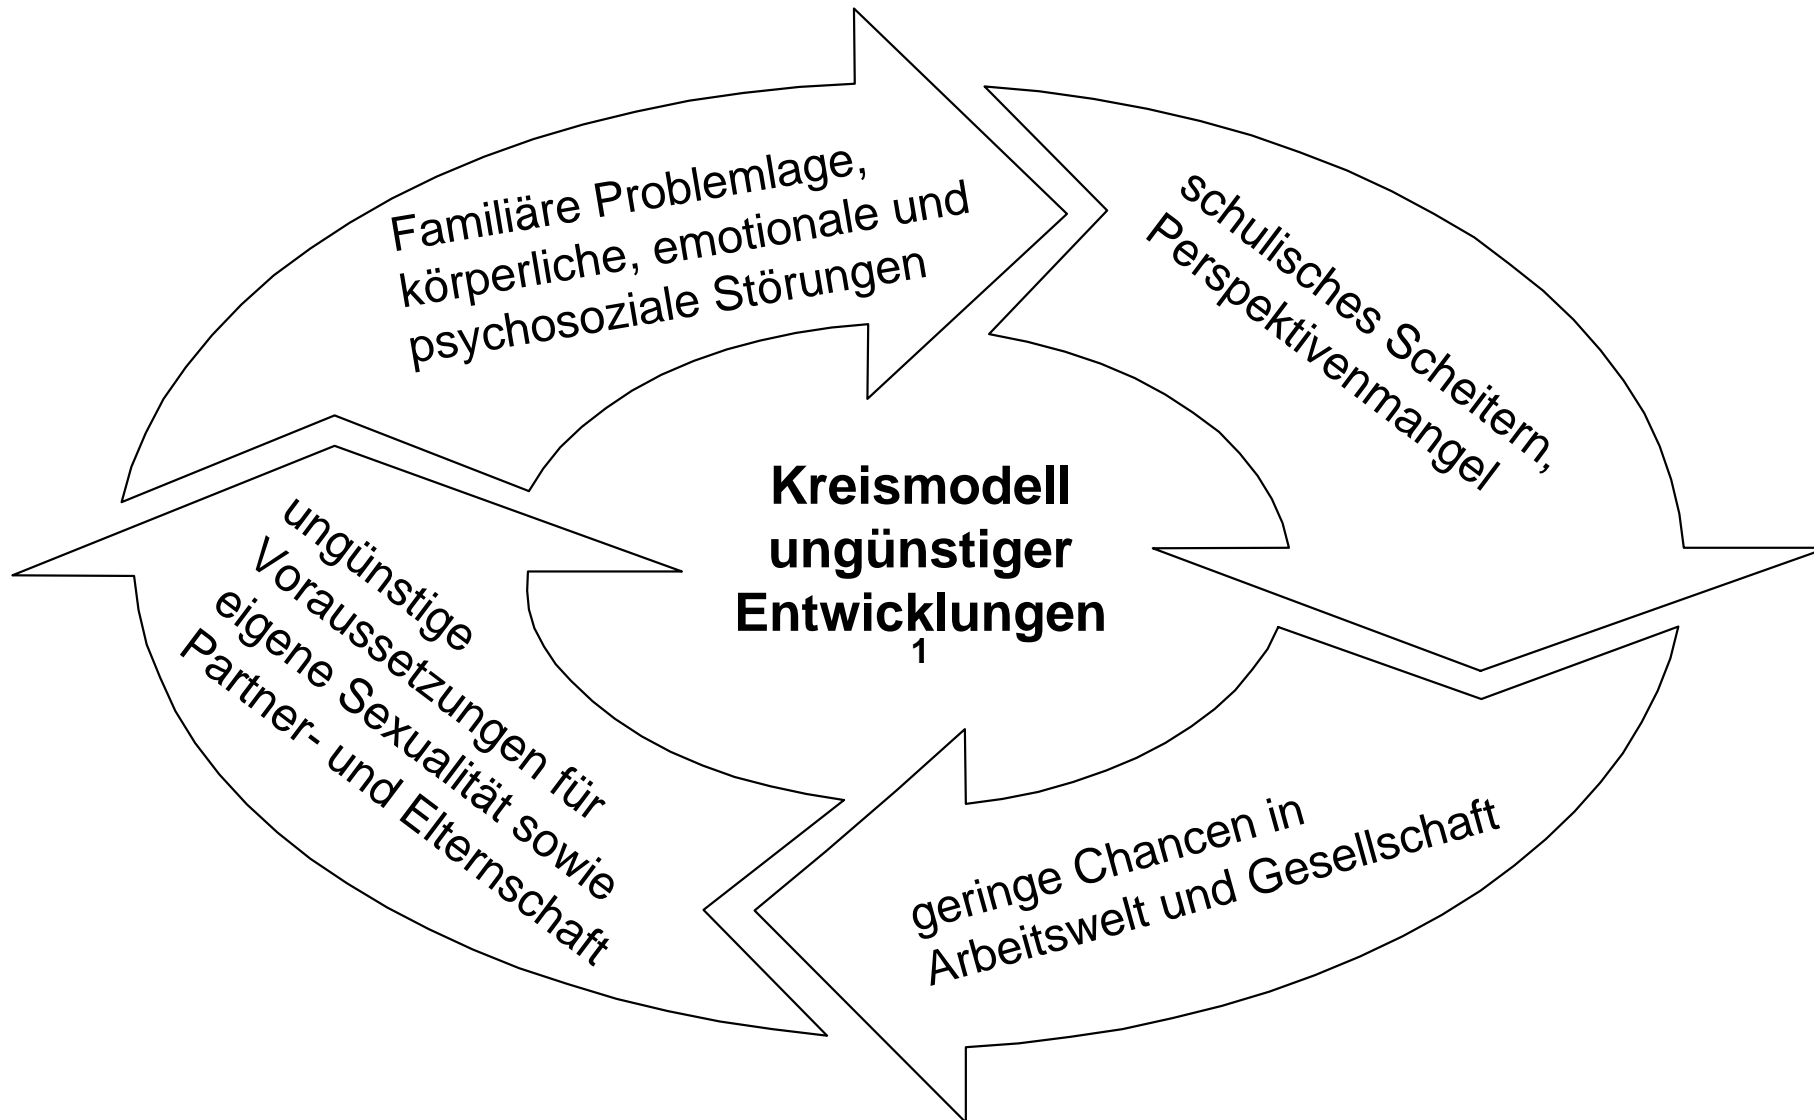 Familiäre Problemlage,
körperliche, emotionale und
psychosoziale Störungen
schulisches Scheitern,
Perspektivenmangel
Kreismodell
ungünstiger
Entwicklungen
1
ungünstige
Voraussetzungen für
eigene Sexualität sowie
Partner- und Elternschaft
geringe Chancen in
Arbeitswelt und Gesellschaft